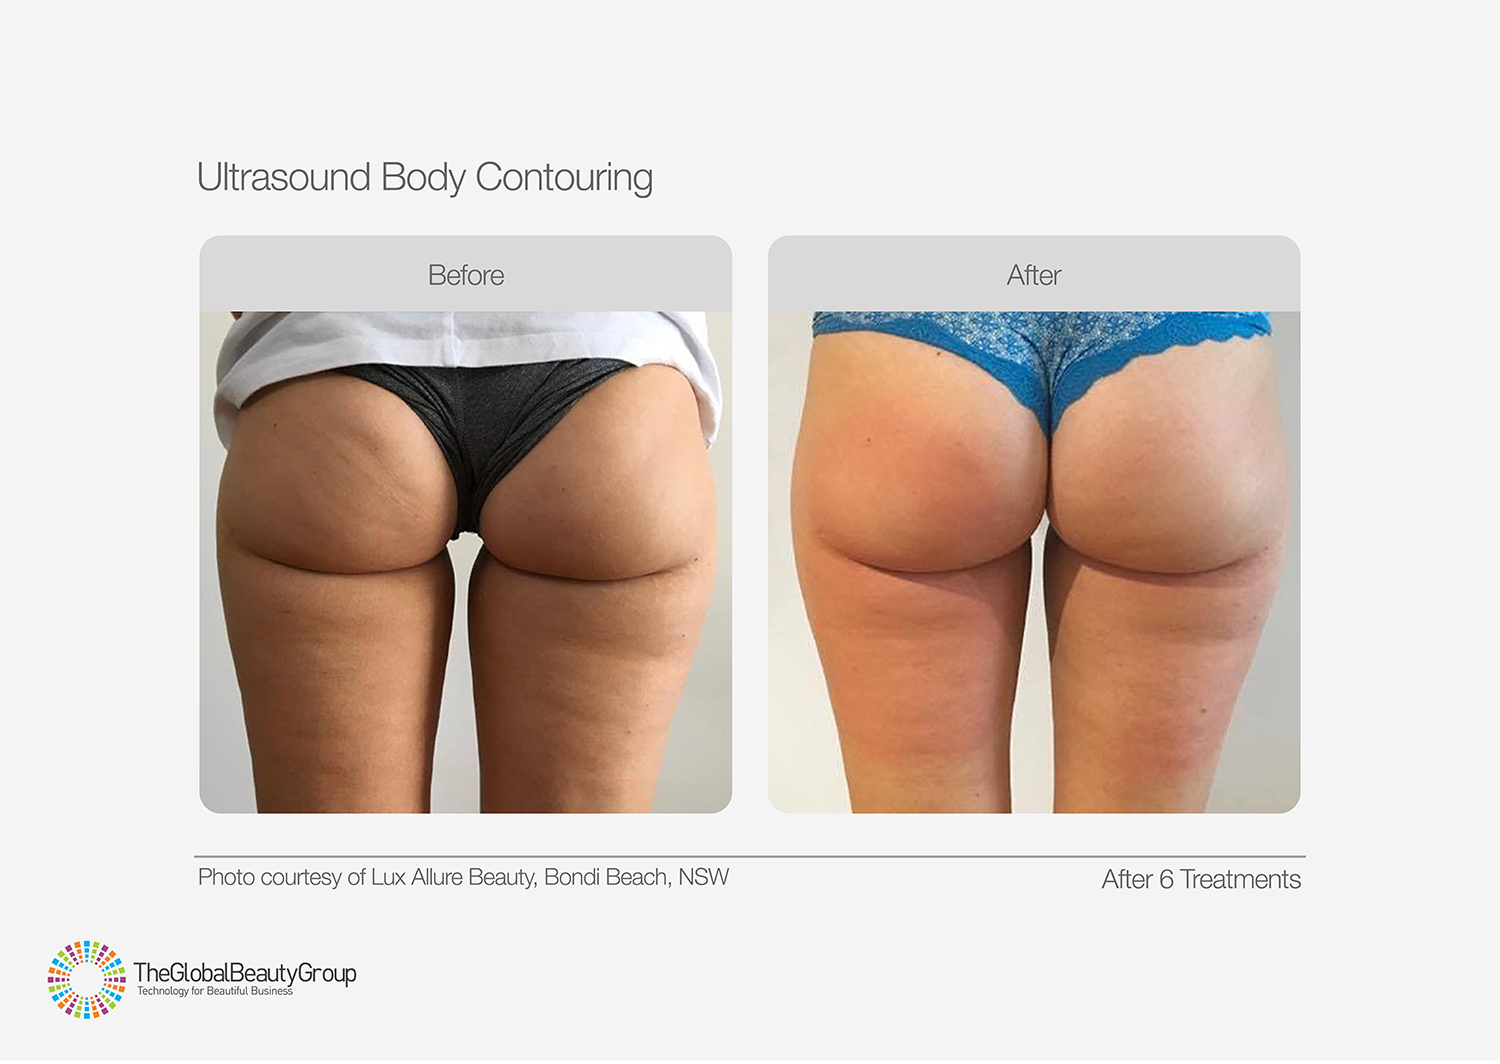 Ultrasound Body Contouring
Before
After
Photo courtesy of Lux Allure Beauty, Bondi Beach, NSW
After 6 Treatments
TheGlobalBeautyGroup
Technology for Beautiful Business